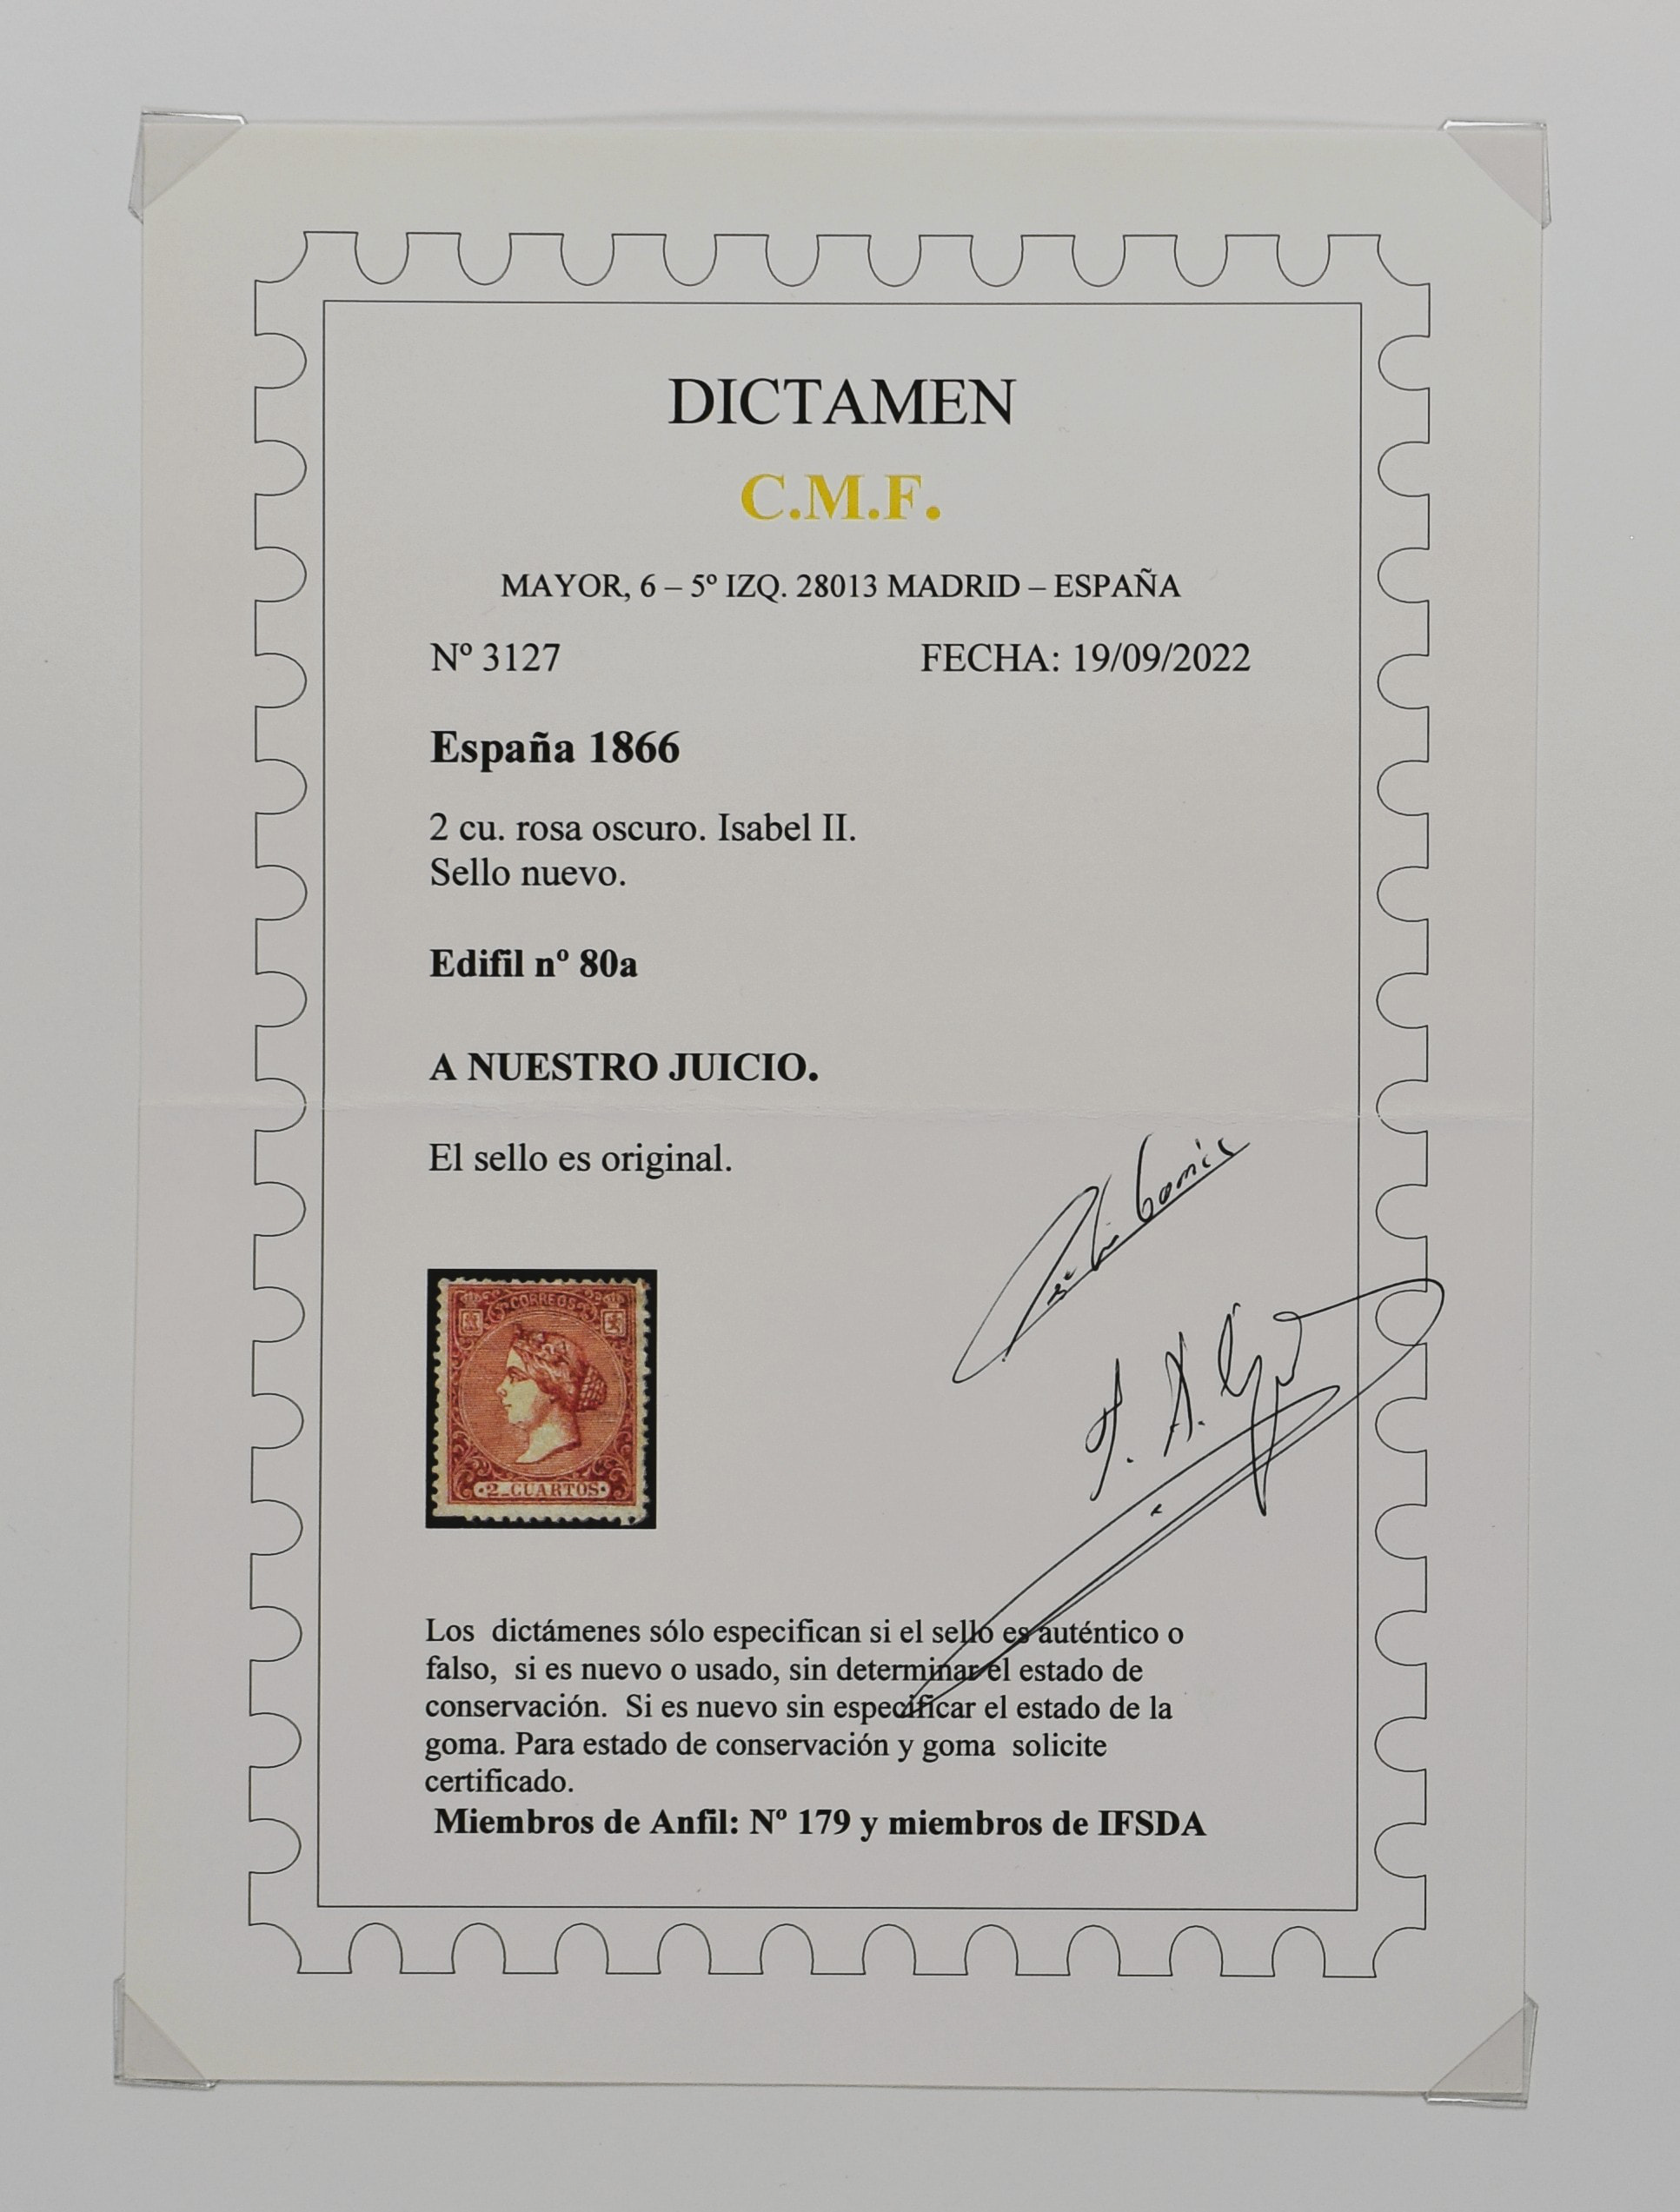 DICTAMEN
C.M.F.
MAYOR, 6 – 5º IZQ. 28013 MADRID – ESPAÑA
Nº 3127 FECHA: 19/09/2022
España 1866
2 cu. rosa oscuro. Isabel II.
Sello nuevo.
Edifil nº 80a
A NUESTRO JUICIO.
El sello es original.
CORREOS
2_CUARTOS
Los dictámenes sólo especifican si el sello es auténtico o
falso, si es nuevo o usado, sin determinar el estado de
conservación. Si es nuevo sin especificar el estado de la
goma. Para estado de conservación y goma solicite
certificado.
Miembros de Anfil: Nº 179 y miembros de IFSDA